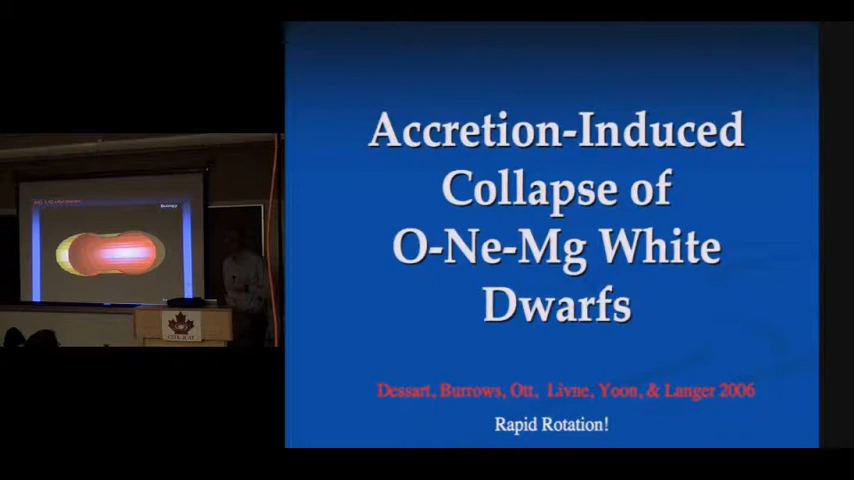 Accretion-Induced
Collapse of
O-Ne-Mg White
Dwarfs
Dessart, Burrows, Ott, Livne, Yoon, & Langer 2006
Rapid Rotation!